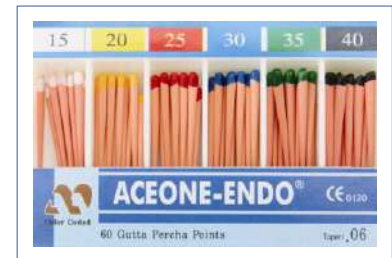 15 20 25 30 35 40
ACEONE-ENDO® CE 0120
Color Coded
60 Gutta Percha Points Taper: .06